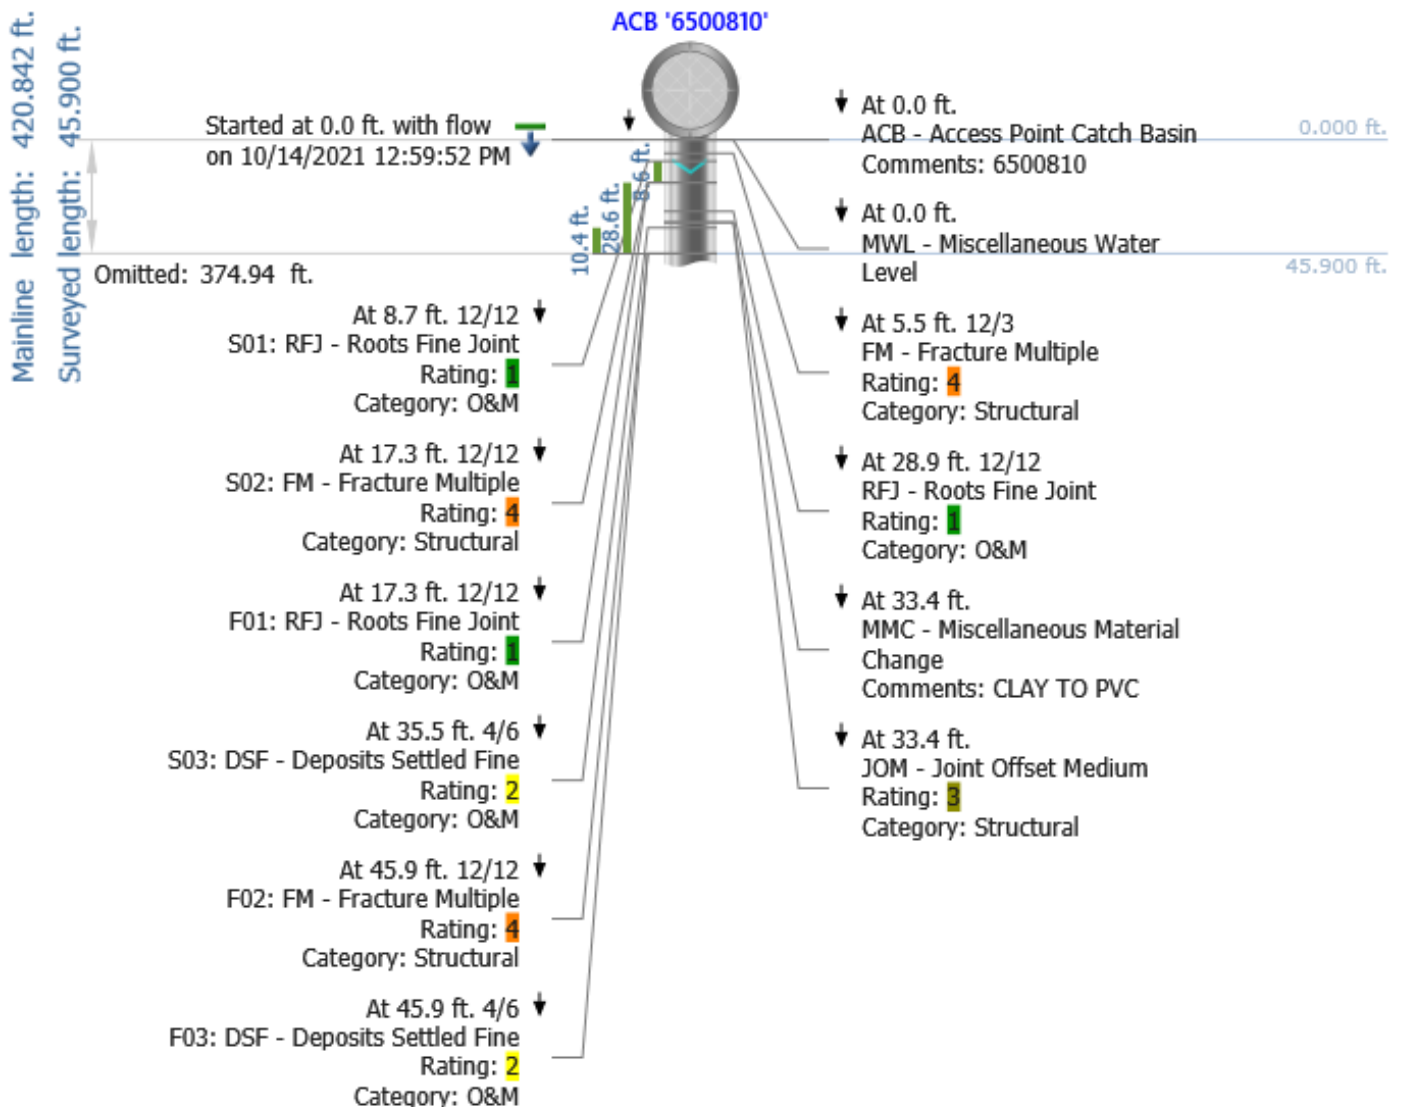 ACB '6500810'
Mainline length: 420.842 ft.
Surveyed length: 45.900 ft.
Started at 0.0 ft. with flow
on 10/14/2021 12:59:52 PM
0.000 ft.
45.900 ft.
Omitted: 374.94 ft.
10.4 ft.
28.6 ft.
8.6 ft.
At 8.7 ft. 12/12
S01: RFJ - Roots Fine Joint
Rating: 1
Category: O&M
At 17.3 ft. 12/12
S02: FM - Fracture Multiple
Rating: 4
Category: Structural
At 17.3 ft. 12/12
F01: RFJ - Roots Fine Joint
Rating: 1
Category: O&M
At 35.5 ft. 4/6
S03: DSF - Deposits Settled Fine
Rating: 2
Category: O&M
At 45.9 ft. 12/12
F02: FM - Fracture Multiple
Rating: 4
Category: Structural
At 45.9 ft. 4/6
F03: DSF - Deposits Settled Fine
Rating: 2
Category: O&M
At 0.0 ft.
ACB - Access Point Catch Basin
Comments: 6500810
At 0.0 ft.
MWL - Miscellaneous Water
Level
At 5.5 ft. 12/3
FM - Fracture Multiple
Rating: 4
Category: Structural
At 28.9 ft. 12/12
RFJ - Roots Fine Joint
Rating: 1
Category: O&M
At 33.4 ft.
MMC - Miscellaneous Material
Change
Comments: CLAY TO PVC
At 33.4 ft.
JOM - Joint Offset Medium
Rating: 3
Category: Structural